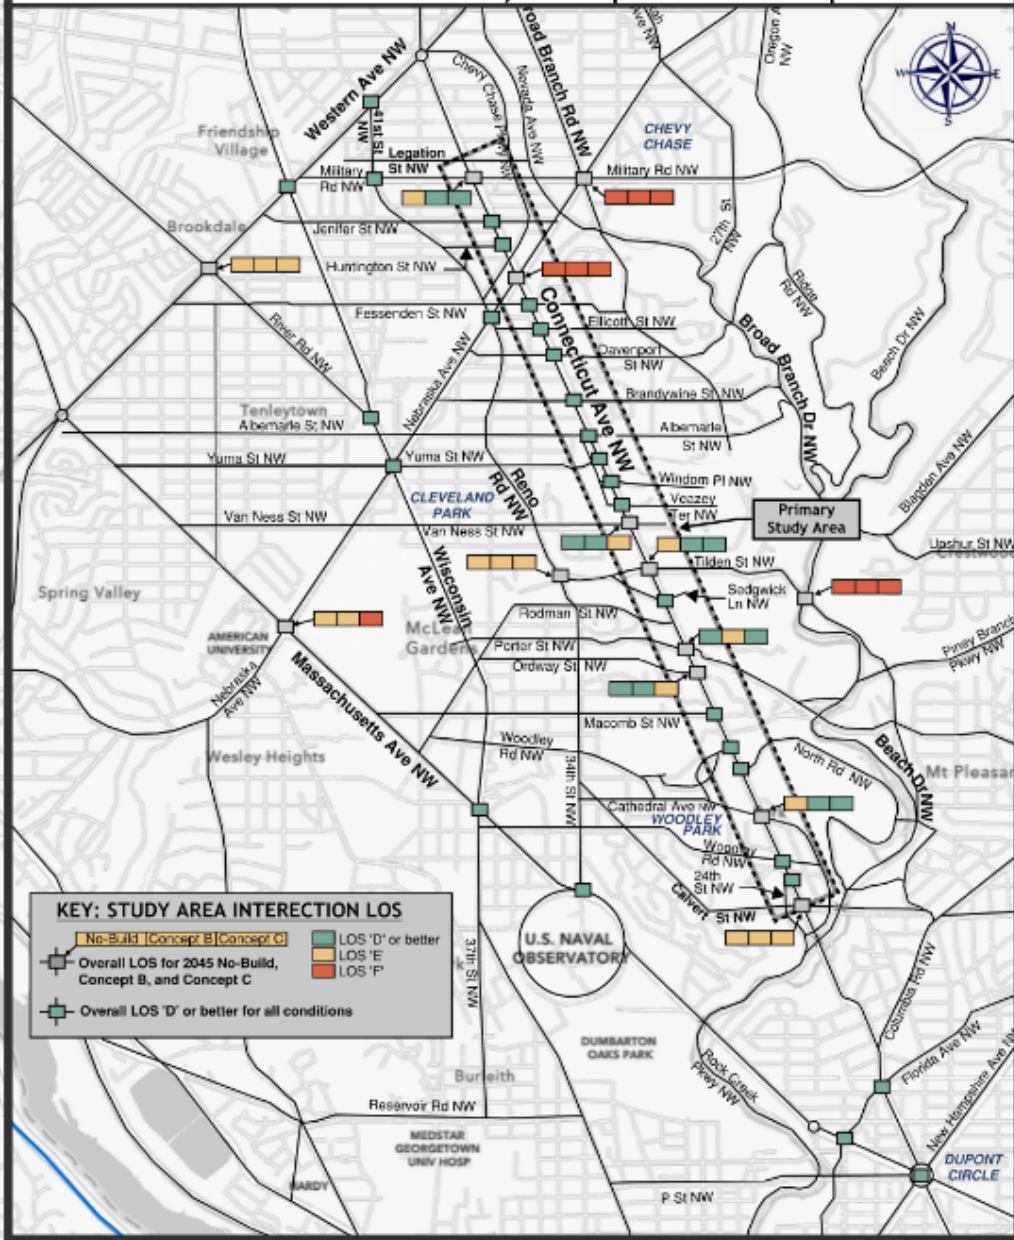 Western Ave NW
Chevy Chase Pkwy NW
Nevada Ave NW
road Branch Rd NW
Ave NW
Oregon A
NW
N
W
E
S
Friendship
Village
41st St
NW
CHEVY
CHASE
Legation
St NW
Military
Rd NW
Military Rd NW
27th St
NW
Brookdale
Jenifer St NW
Huntington St NW
Ridge
Rd NW
Fessenden St NW
Connecticut Ave NW
Ellicott St NW
River Rd NW
Nebraska Ave NW
Davenport
St NW
Broad Branch Dr NW
Beach Dr NW
Brandywine St NW
Tenleytown
Albemarle St NW
Albemarle
St NW
Yuma St NW
Yuma St NW
Reno
Rd NW
Windom Pl NW
Blagden Ave NW
CLEVELAND
PARK
Veazey
Ter NW
Primary
Study Area
Van Ness St NW
Van Ness St NW
Upshur St NW
Crestwoo
Tilden St NW
Spring Valley
Wisconsin
Ave NW
Sedgwick
Ln NW
Rodman St NW
AMERICAN
UNIVERSITY
McLean
Gardens
Porter St NW
Ordway St NW
Piney Branch
Pkwy NW
Nebraska
Ave NW
Massachusetts Ave NW
Macomb St NW
Wesley Heights
Woodley
Rd NW
North Rd NW
Beach Dr NW
Mt Pleasan
34th St NW
Cathedral Ave NW
WOODLEY
PARK
Woodley
Rd NW
24th
St NW
Calvert St NW
KEY: STUDY AREA INTERECTION LOS
No-Build Concept B Concept C
Overall LOS for 2045 No-Build,
Concept B, and Concept C
LOS 'D' or better
LOS 'E'
LOS 'F'
Overall LOS 'D' or better for all conditions
37th St NW
k
U.S. NAVAL
OBSERVATORY
Columbia Rd NW
DUMBARTON
OAKS PARK
Rock Creek
Pkwy NW
Florida Ave NW
New Hampshire Ave NW
Burleith
Reservoir Rd NW
MEDSTAR
GEORGETOWN
UNIV HOSP
HARDY
P St NW
DUPONT
CIRCLE